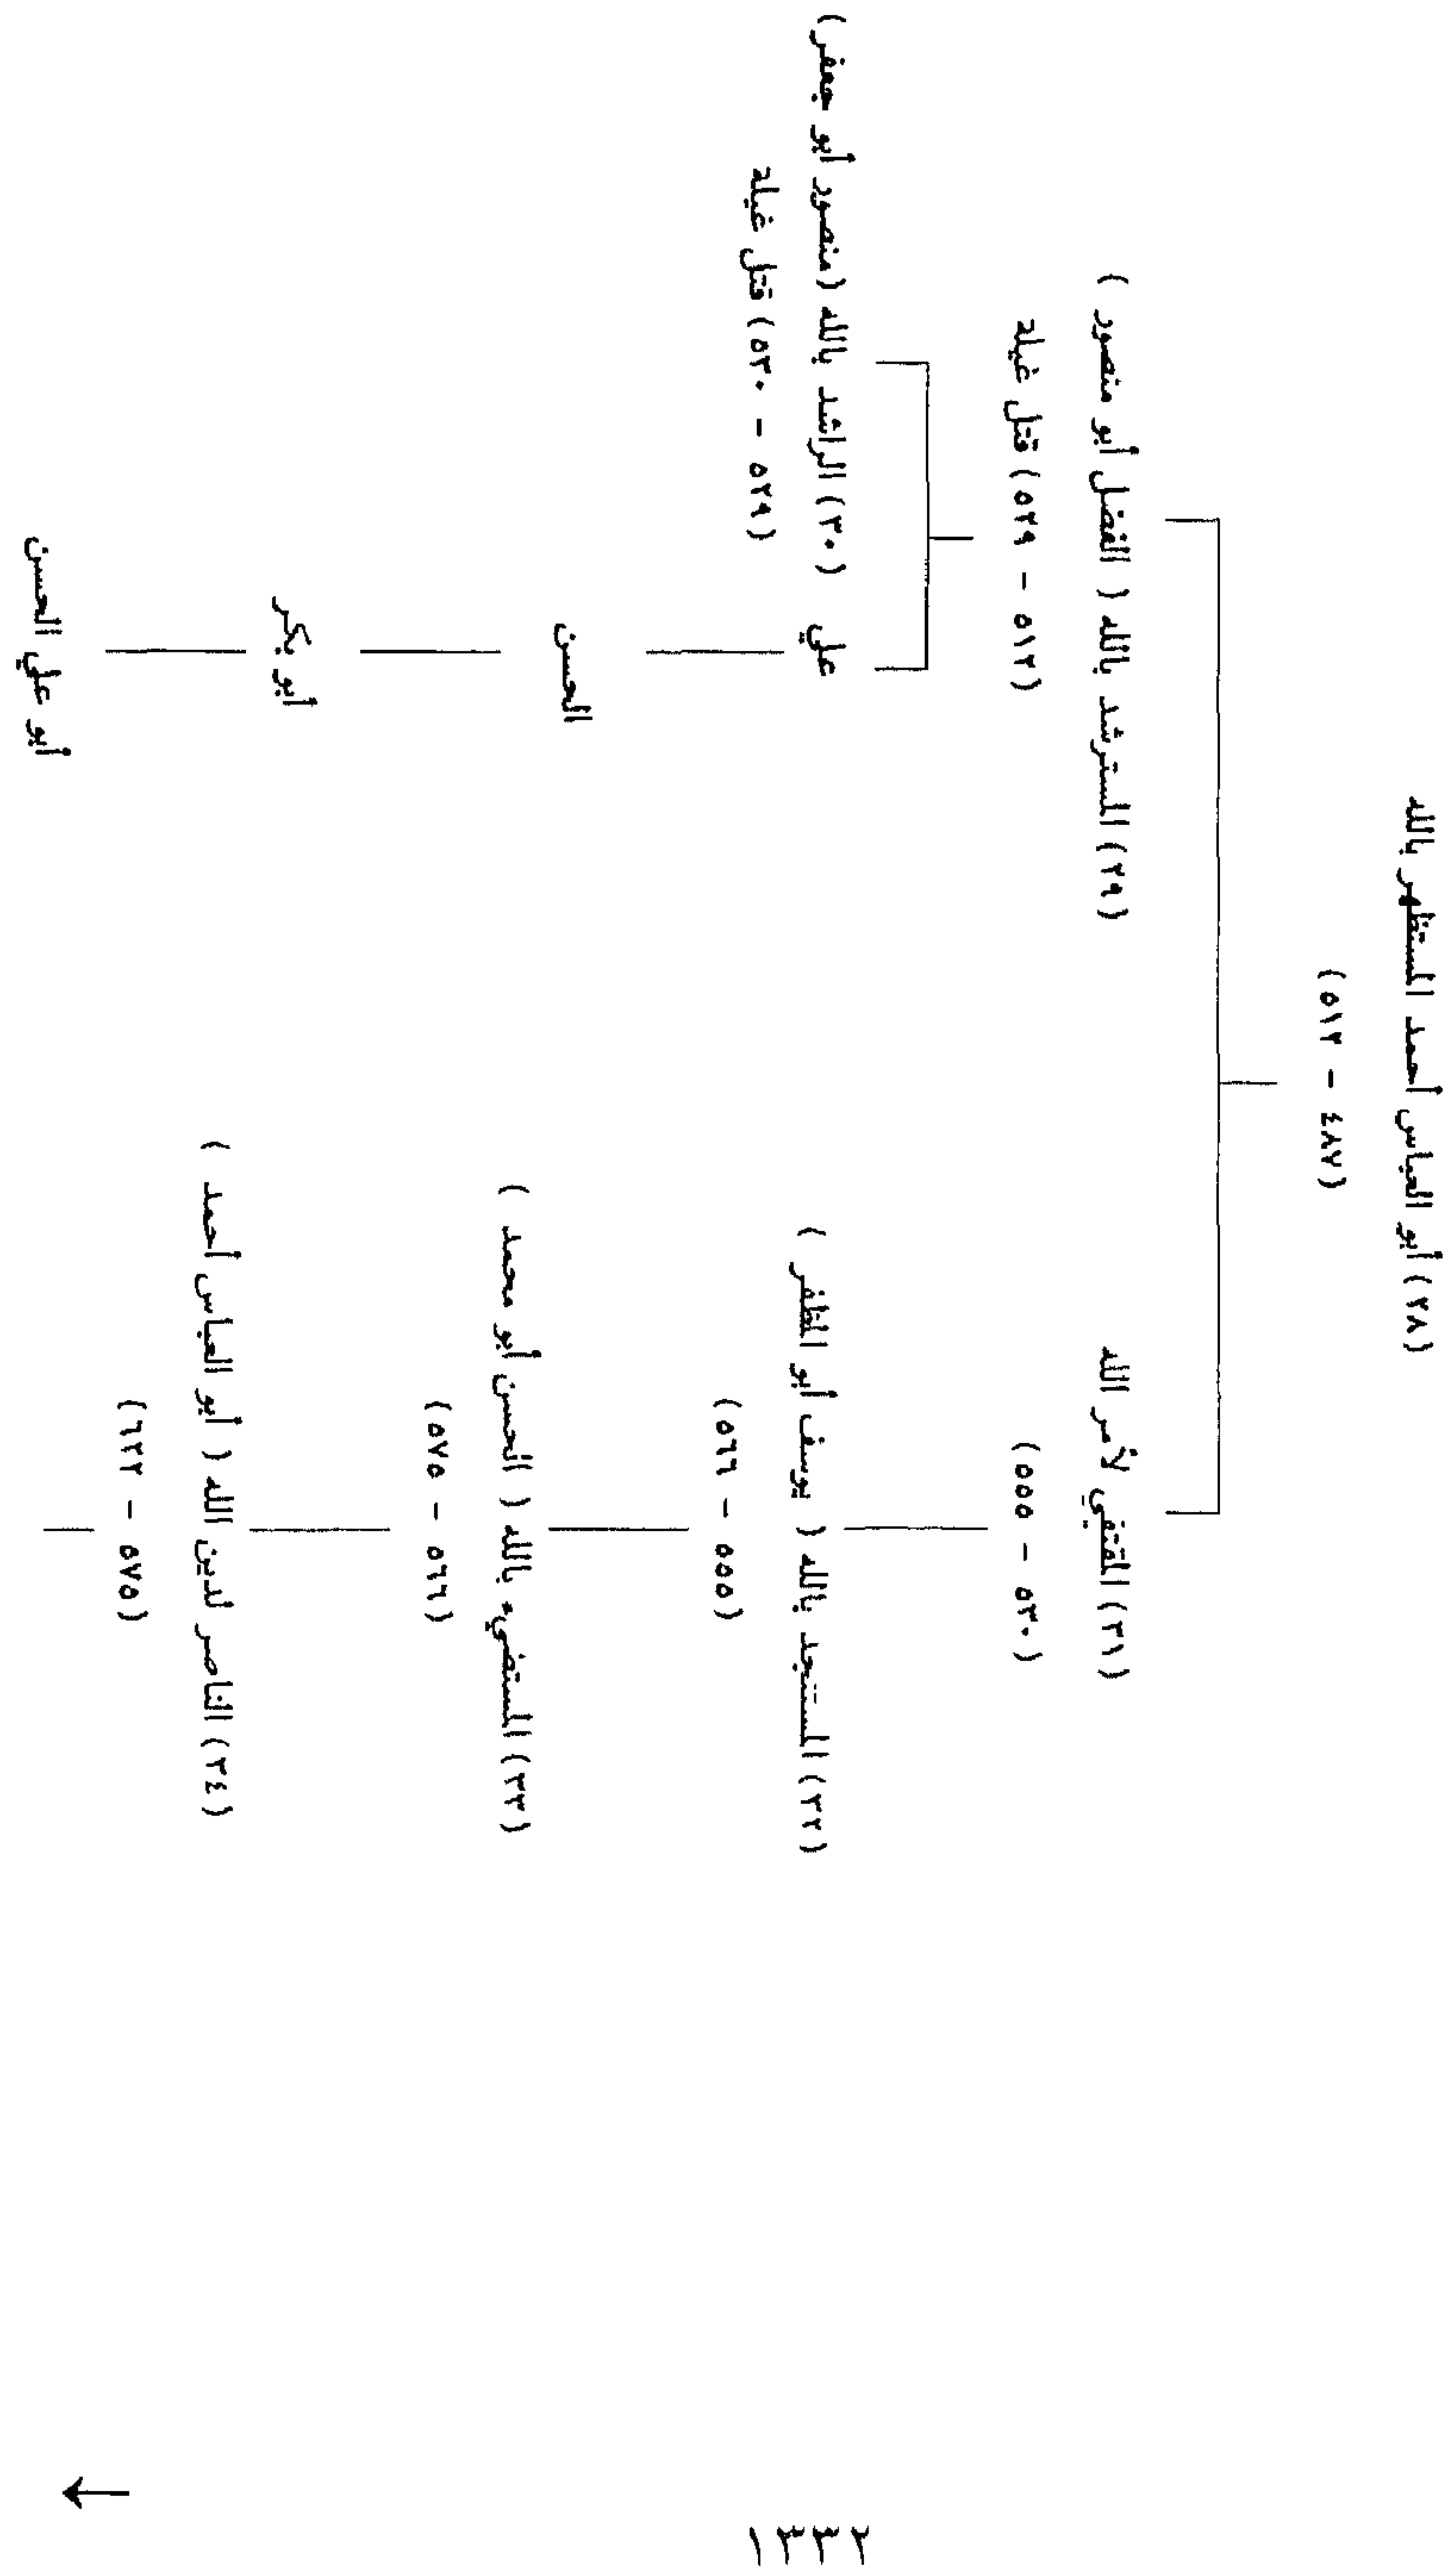 (٢٨) أبو العباس أحمد المستظهر بالله
(٤٨٧ - ٥١٢)
(٣١) المقتفي لأمر الله
(٥٣٠ - ٥٥٥)
(٢٩) المسترشد بالله ( الفضل أبو منصور )
(٥١٢ - ٥٢٩) قتل غيله
(٣٢) المستنجد بالله ( يوسف أبو المظفر )
(٥٥٥ - ٥٦٦)
علي
(٣٠) الراشد بالله (منصور أبو جعفر)
(٥٢٩ - ٥٣٠) قتل غيله
(٣٣) المستضيء بالله ( الحسن أبو محمد )
(٥٦٦ - ٥٧٥)
الحسن
(٣٤) الناصر لدين الله ( أبو العباس أحمد )
(٥٧٥ - ٦٢٢)
أبو بكر
أبو علي الحسن
١٣٣٢